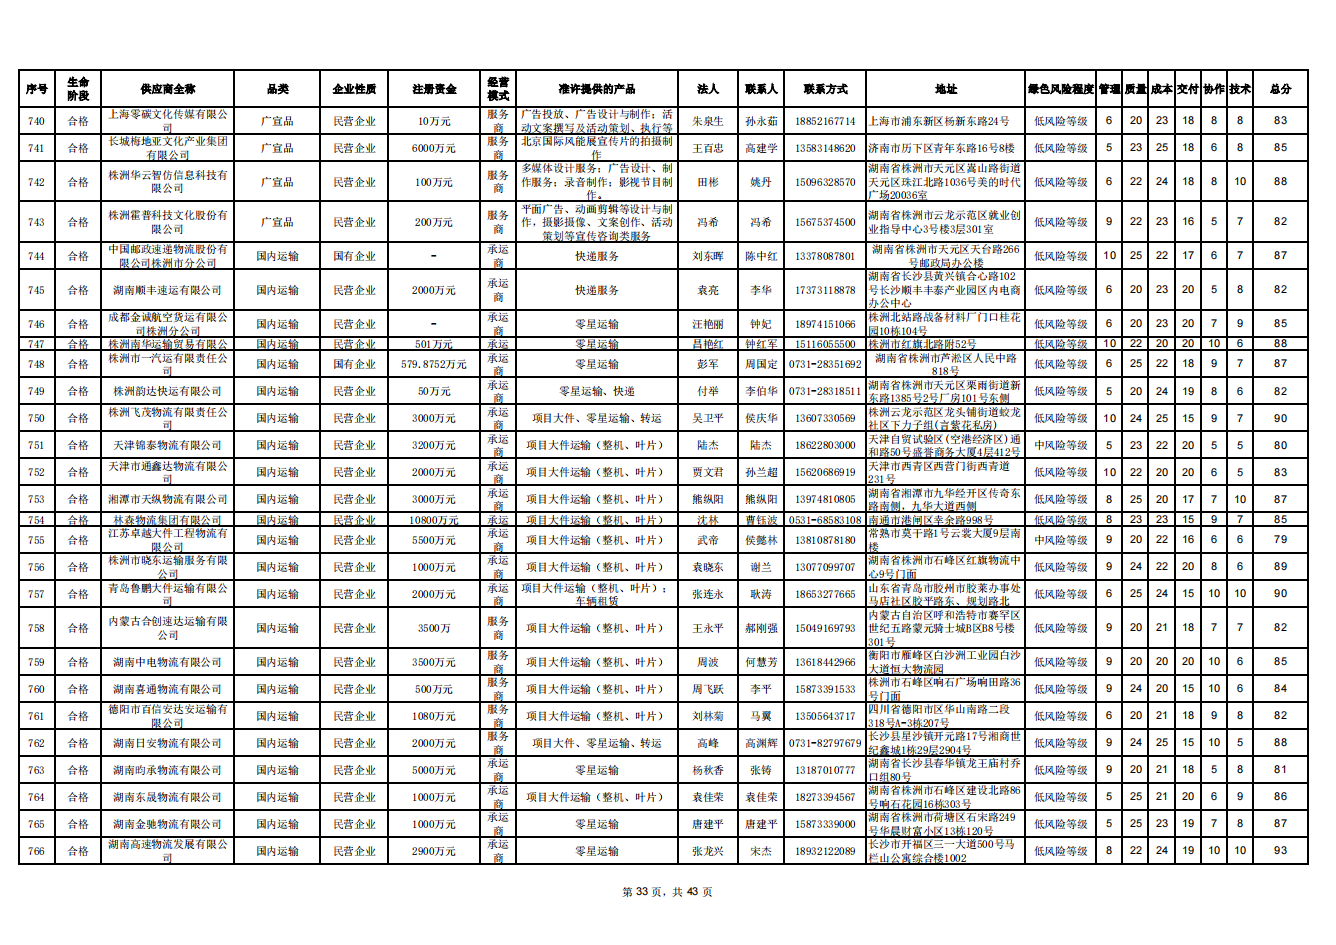 序号 生命阶段 供应商全称 品类 企业性质 注册资金 经营模式 准许提供的产品 法人 联系人 联系方式 地址 绿色风险程度 管理 质量 成本 交付 协作 技术 总分
740 合格 上海零碳文化传媒有限公司 广宣品 民营企业 10万元 服务商 广告投放、广告设计与制作；活动文案撰写及活动策划、执行等 朱泉生 孙永茹 18852167714 上海市浦东新区杨新东路24号 低风险等级 6 20 23 18 8 8 83
741 合格 长城梅地亚文化产业集团有限公司 广宣品 民营企业 6000万元 服务商 北京国际风能展宣传片的拍摄制作 王百忠 高建学 13583148620 济南市历下区青年东路16号8楼 低风险等级 5 23 25 18 6 8 85
742 合格 株洲华云智仿信息科技有限公司 广宣品 民营企业 100万元 服务商 多媒体设计服务；广告设计、制作服务；录音制作；影视节目制作。 田彬 姚丹 15096328570 湖南省株洲市天元区嵩山路街道天元区珠江北路1036号美的时代广场20036室 低风险等级 6 22 24 18 8 10 88
743 合格 株洲霍普科技文化股份有限公司 广宣品 民营企业 200万元 服务商 平面广告、动画剪辑等设计与制作，摄影摄像、文案创作、活动策划等宣传咨询类服务 冯希 冯希 15675374500 湖南省株洲市云龙示范区就业创业指导中心3号楼3层301室 低风险等级 9 22 23 16 5 7 82
744 合格 中国邮政速递物流股份有限公司株洲市分公司 国内运输 国有企业 - 承运商 快递服务 刘东晖 陈中红 13378087801 湖南省株洲市天元区天台路266号邮政局办公楼 低风险等级 10 25 22 17 6 7 87
745 合格 湖南顺丰速运有限公司 国内运输 民营企业 2000万元 承运商 快递服务 袁亮 李华 17373118878 湖南省长沙县黄兴镇合心路102号长沙顺丰丰泰产业园区内电商办公中心 低风险等级 6 20 23 20 5 8 82
746 合格 成都金诚航空货运有限公司株洲分公司 国内运输 民营企业 - 承运商 零星运输 汪艳丽 钟妃 18974151066 株洲北站路战备材料厂门口桂花园10栋104号 低风险等级 6 20 23 20 7 9 85
747 合格 株洲南华运输贸易有限公 国内运输 民营企业 501万元 承运 零星运输 吕艳红 钟红军 15116055500 株洲市红旗北路附52号 低风险等级 10 22 20 20 10 6 88
748 合格 株洲市一汽运有限责任公司 国内运输 国有企业 579.8752万元 承运商 零星运输 彭军 周国定 0731-28351692 湖南省株洲市芦淞区人民中路818号 低风险等级 6 25 22 18 9 7 87
749 合格 株洲韵达快运有限公司 国内运输 民营企业 50万元 承运商 零星运输、快递 付举 李伯华 0731-28318511 湖南省株洲市天元区栗雨街道新东路1385号2号厂房101号东侧 低风险等级 5 20 24 19 8 6 82
750 合格 株洲飞茂物流有限责任公司 国内运输 民营企业 3000万元 承运商 项目大件、零星运输、转运 吴卫平 侯庆华 13607330569 株洲云龙示范区龙头铺街道蛟龙社区下力子组(言紫花私房) 低风险等级 10 24 25 15 9 7 90
751 合格 天津锦泰物流有限公司 国内运输 民营企业 3200万元 承运商 项目大件运输（整机、叶片） 陆杰 陆杰 18622803000 天津自贸试验区(空港经济区)通和路50号盛誉商务大厦4层412号 中风险等级 5 23 22 20 5 5 80
752 合格 天津市通鑫达物流有限公司 国内运输 民营企业 2000万元 承运商 项目大件运输（整机、叶片） 贾文君 孙兰超 15620686919 天津市西青区西营门街西青道231号 低风险等级 10 22 20 20 6 5 83
753 合格 湘潭市天纵物流有限公司 国内运输 民营企业 3000万元 承运商 项目大件运输（整机、叶片） 熊纵阳 熊纵阳 13974810805 湖南省湘潭市九华经开区传奇东路南侧，九华大道西侧 低风险等级 8 25 20 17 7 10 87
754 合格 林森物流集团有限公司 国内运输 民营企业 10800万元 承运 项目大件运输（整机、叶片） 沈林 曹钰波 0531-68583108 南通市港闸区幸余路998号 低风险等级 8 23 23 15 9 7 85
755 合格 江苏卓越大件工程物流有限公司 国内运输 民营企业 5500万元 承运商 项目大件运输（整机、叶片） 武帝 侯懿林 13810878180 常熟市莫干路1号云裳大厦9层南楼 中风险等级 9 20 22 16 6 6 79
756 合格 株洲市晓东运输服务有限公司 国内运输 民营企业 1000万元 承运商 项目大件运输（整机、叶片） 袁晓东 谢兰 13077099707 湖南省株洲市石峰区红旗物流中心9号门面 低风险等级 9 24 22 20 8 6 89
757 合格 青岛鲁鹏大件运输有限公司 国内运输 民营企业 2000万元 承运商 项目大件运输（整机、叶片）；车辆租赁 张连永 耿涛 18653277665 山东省青岛市胶州市胶莱办事处马店社区胶平路东、规划路北 低风险等级 6 25 24 15 10 10 90
758 合格 内蒙古合创速达运输有限公司 国内运输 民营企业 3500万 服务商 项目大件运输（整机、叶片） 王永平 郝刚强 15049169793 内蒙古自治区呼和浩特市赛罕区世纪五路蒙元骑士城B区B8号楼301号 低风险等级 9 20 21 18 7 7 82
759 合格 湖南中电物流有限公司 国内运输 民营企业 3500万元 服务商 项目大件运输（整机、叶片） 周波 何慧芳 13618442966 衡阳市雁峰区白沙洲工业园白沙大道恒大物流园 低风险等级 9 20 20 20 10 6 85
760 合格 湖南喜通物流有限公司 国内运输 民营企业 500万元 服务商 项目大件运输（整机、叶片） 周飞跃 李平 15873391533 株洲市石峰区响石广场响田路36号门面 低风险等级 9 24 20 15 10 6 84
761 合格 德阳市百信安达安运输有限公司 国内运输 民营企业 1080万元 服务商 项目大件运输（整机、叶片） 刘林菊 马翼 13505643717 四川省德阳市区华山南路二段318号A-3栋207号 低风险等级 6 20 21 18 9 8 82
762 合格 湖南日安物流有限公司 国内运输 民营企业 2000万元 服务商 项目大件、零星运输、转运 高峰 高渊辉 0731-82797679 长沙县星沙镇开元路17号湘商世纪鑫城1栋29层2904号 低风险等级 9 24 25 15 10 5 88
763 合格 湖南昀承物流有限公司 国内运输 民营企业 5000万元 承运商 零星运输 杨秋香 张铸 13187010777 湖南省长沙县春华镇龙王庙村乔口组80号 低风险等级 9 20 21 18 5 8 81
764 合格 湖南东晟物流有限公司 国内运输 民营企业 1000万元 承运商 项目大件运输（整机、叶片） 袁佳荣 袁佳荣 18273394567 湖南省株洲市石峰区建设北路86号响石花园16栋303号 低风险等级 5 25 21 20 6 9 86
765 合格 湖南金驰物流有限公司 国内运输 民营企业 1000万元 承运商 零星运输 唐建平 唐建平 15873339000 湖南省株洲市荷塘区石宋路249号华晨财富小区13栋120号 低风险等级 5 25 23 19 7 8 87
766 合格 湖南高速物流发展有限公司 国内运输 民营企业 2900万元 承运商 零星运输 张龙兴 宋杰 18932122089 长沙市开福区三一大道500号马栏山公寓综合楼1002 低风险等级 8 22 24 19 10 10 93
第 33 页，共 43 页